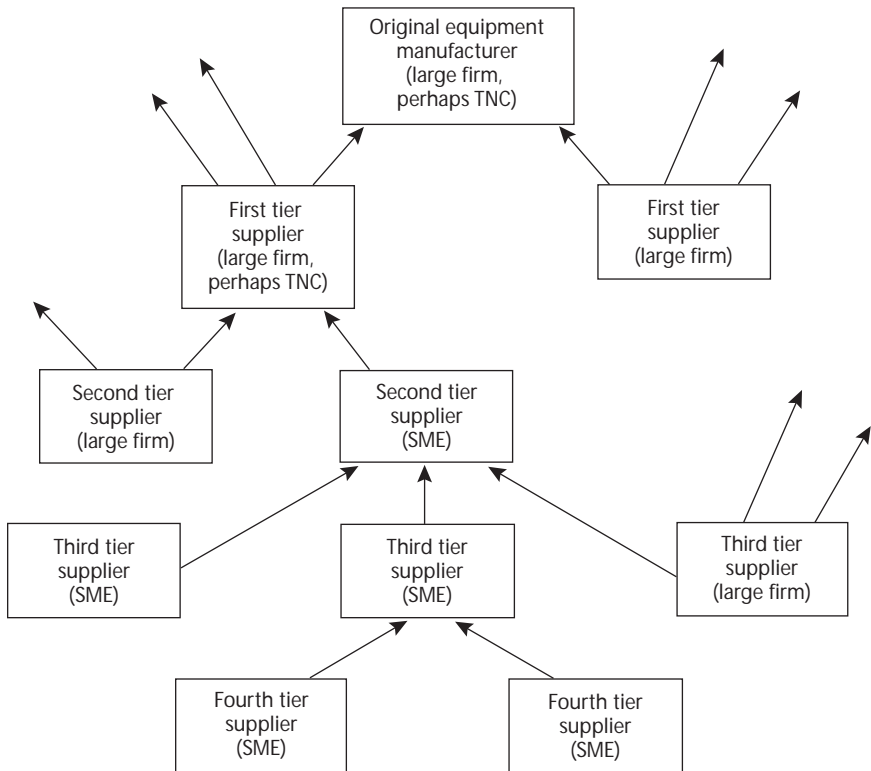 Original equipment
manufacturer
(large firm,
perhaps TNC)
First tier
supplier
(large firm,
perhaps TNC)
First tier
supplier
(large firm)
Second tier
supplier
(large firm)
Second tier
supplier
(SME)
Third tier
supplier
(SME)
Third tier
supplier
(SME)
Third tier
supplier
(large firm)
Fourth tier
supplier
(SME)
Fourth tier
supplier
(SME)